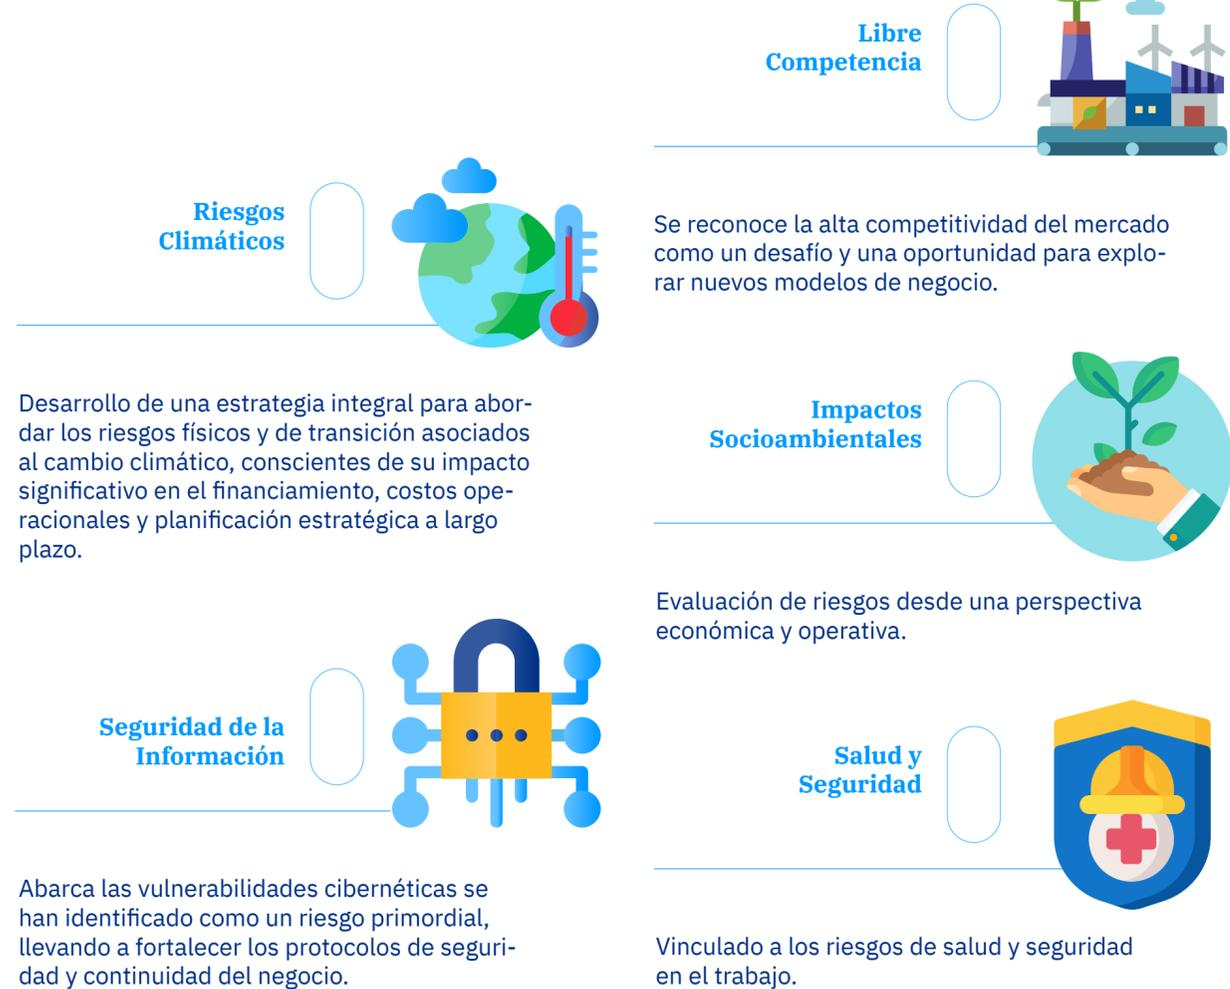 Riesgos
Climáticos
Desarrollo de una estrategia integral para abor-
dar los riesgos físicos y de transición asociados
al cambio climático, conscientes de su impacto
significativo en el financiamiento, costos ope-
racionales y planificación estratégica a largo
plazo.
Seguridad de la
Información
Abarca las vulnerabilidades cibernéticas se
han identificado como un riesgo primordial,
llevando a fortalecer los protocolos de seguri-
dad y continuidad del negocio.
Libre
Competencia
Se reconoce la alta competitividad del mercado
como un desafío y una oportunidad para explo-
rar nuevos modelos de negocio.
Impactos
Socioambientales
Evaluación de riesgos desde una perspectiva
económica y operativa.
Salud y
Seguridad
Vinculado a los riesgos de salud y seguridad
en el trabajo.